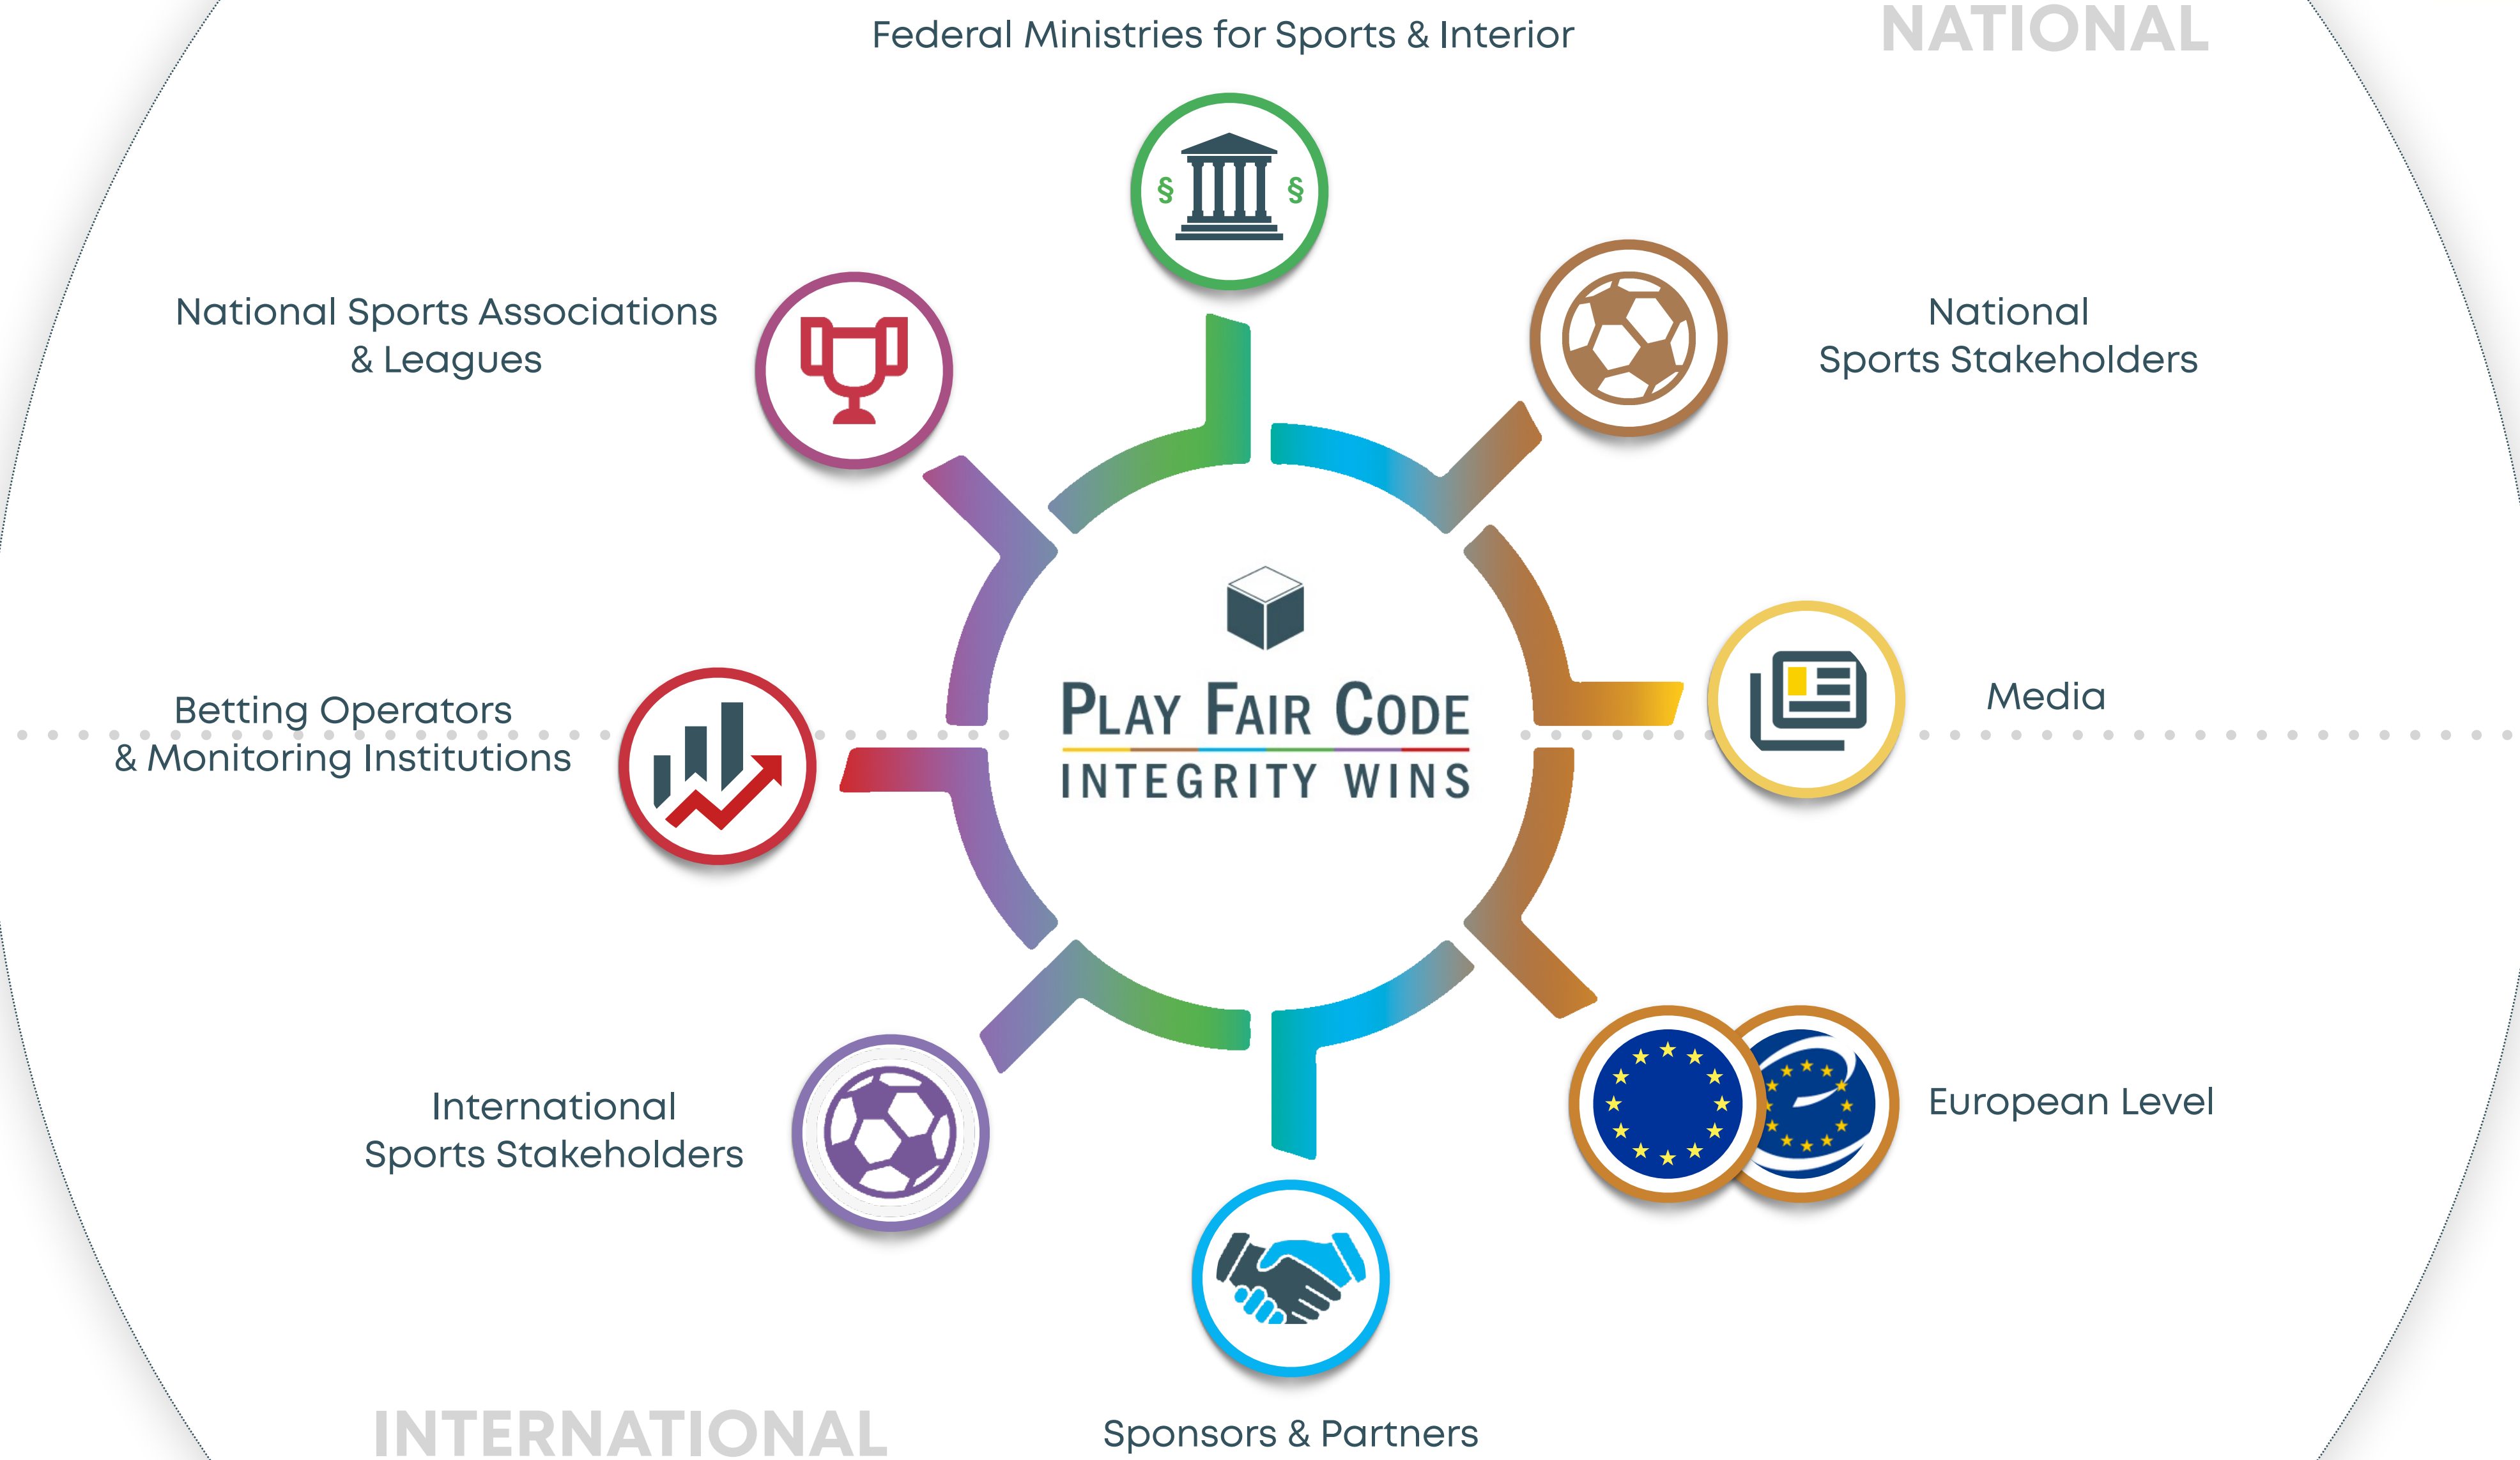 Federal Ministries for Sports & Interior
NATIONAL
§ §
National Sports Associations
& Leagues
National
Sports Stakeholders
Betting Operators
& Monitoring Institutions
PLAY FAIR CODE
INTEGRITY WINS
Media
International
Sports Stakeholders
European Level
INTERNATIONAL
Sponsors & Partners